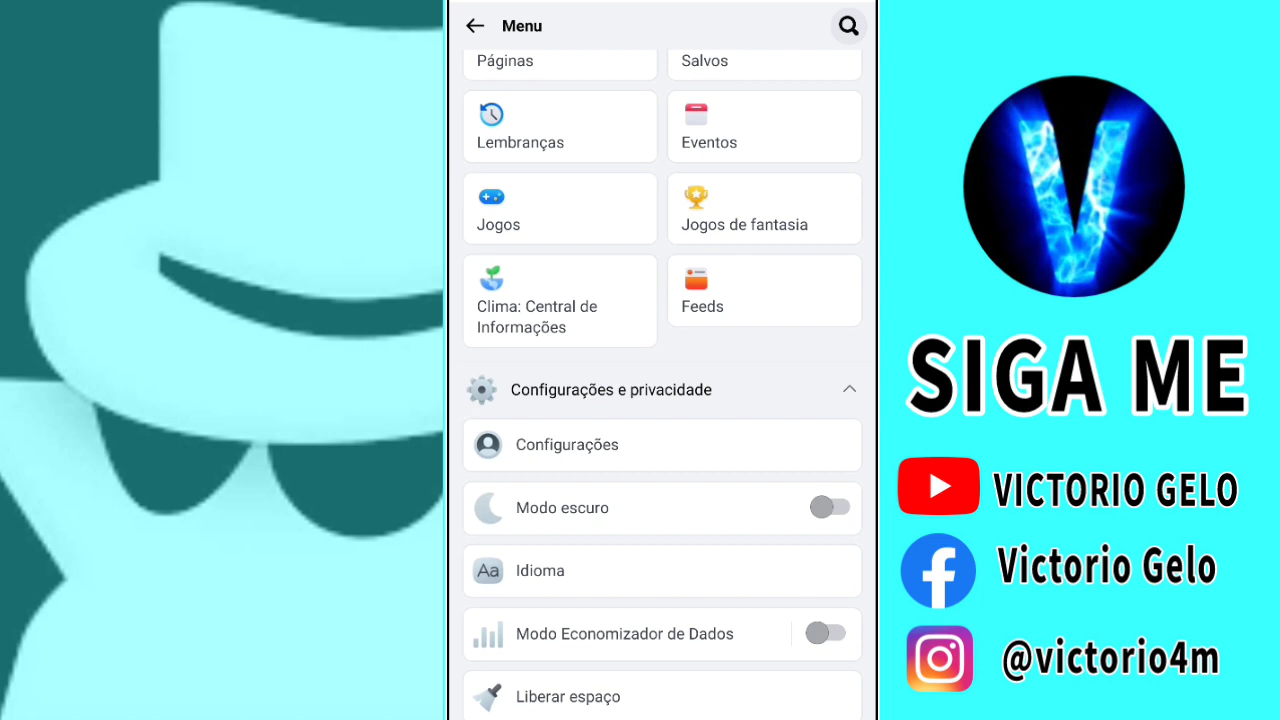 Menu
Páginas
Salvos
Lembranças
Eventos
Jogos
Jogos de fantasia
Clima: Central de
Informações
Feeds
Configurações e privacidade
Configurações
Modo escuro
Aa
Idioma
Modo Economizador de Dados
Liberar espaço
V
SIGA ME
VICTORIO GELO
Victorio Gelo
@victorio4m